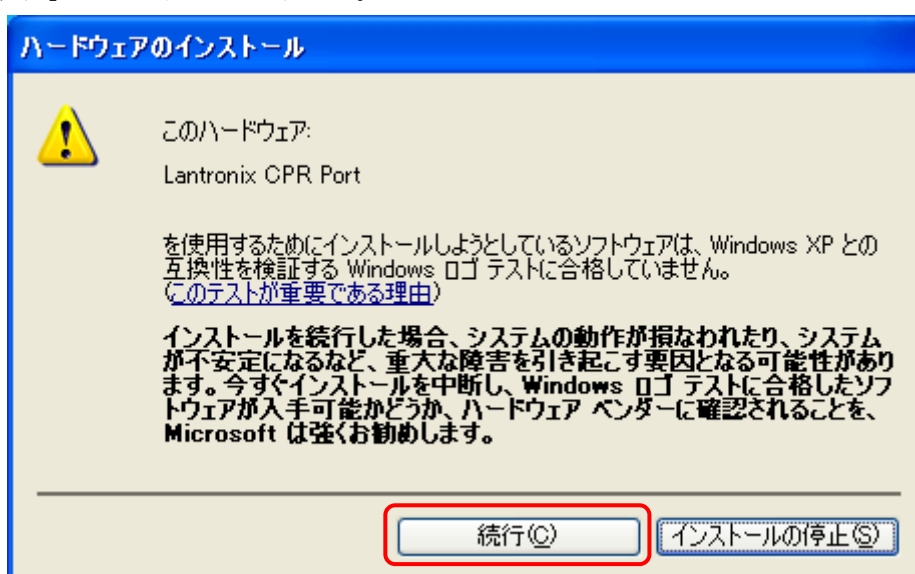 ハードウェアのインストール
このハードウェア:
Lantronix CPR Port
を使用するためにインストールしようとしているソフトウェアは、Windows XP との
互換性を検証する Windows ロゴ テストに合格していません。
(このテストが重要である理由)
インストールを続行した場合、システムの動作が損なわれたり、システム
が不安定になるなど、重大な障害を引き起こす要因となる可能性があり
ます。今すぐインストールを中断し、Windows ロゴ テストに合格したソフ
トウェアが入手可能かどうか、ハードウェア ベンダーに確認されることを、
Microsoft は強くお勧めします。
続行(C) インストールの停止(S)